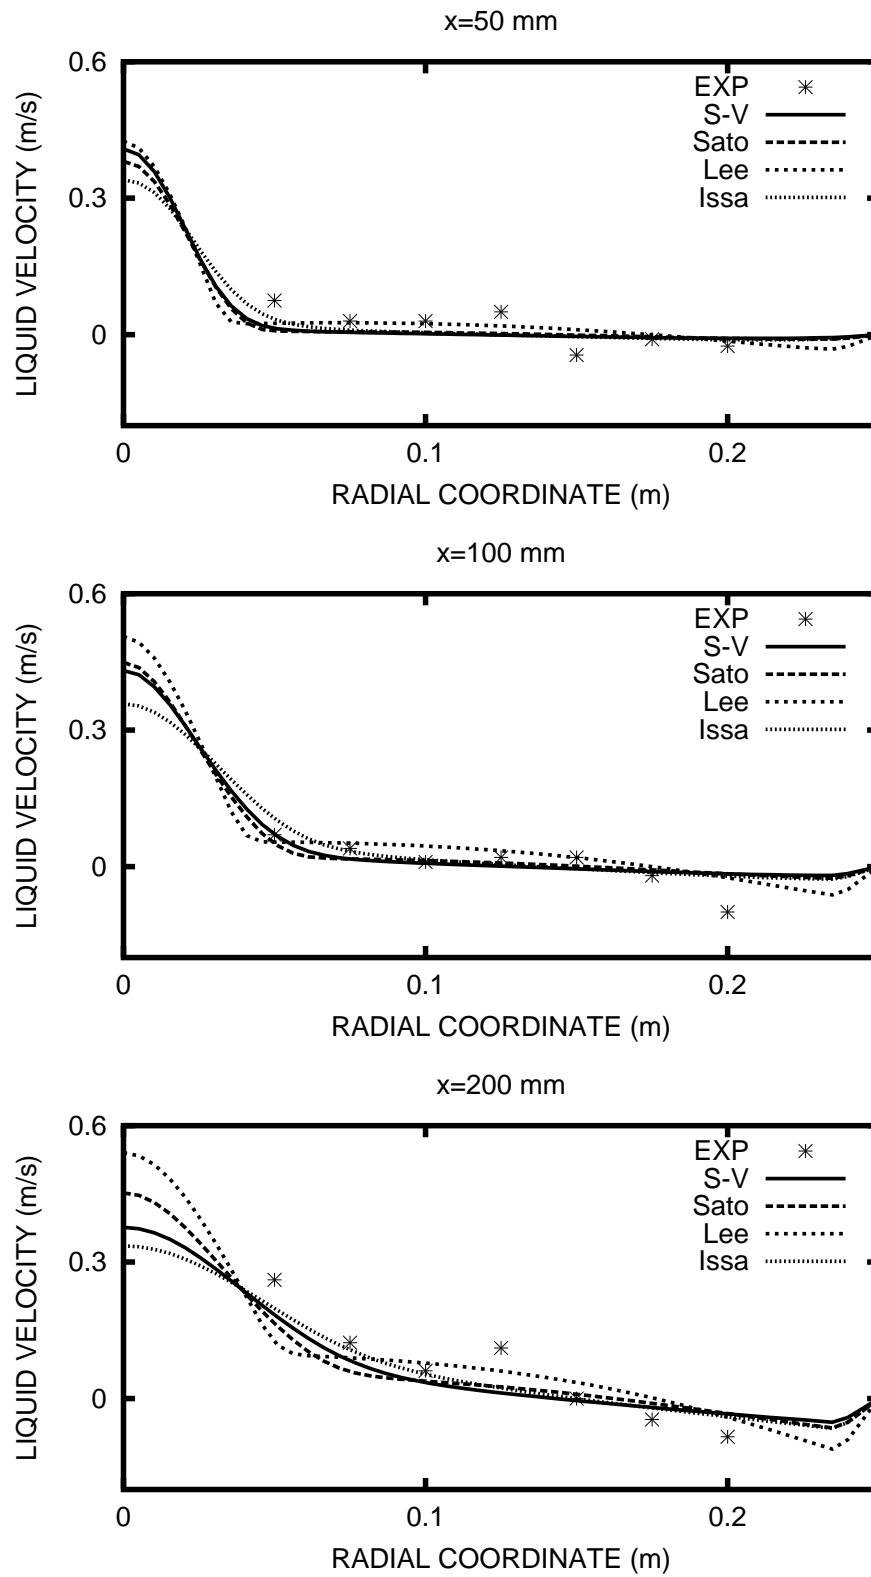 x=50 mm
LIQUID VELOCITY (m/s)
0.6
0.3
0
EXP
S-V
Sato
Lee
Issa
0
0.1
0.2
RADIAL COORDINATE (m)
x=100 mm
LIQUID VELOCITY (m/s)
0.6
0.3
0
EXP
S-V
Sato
Lee
Issa
0
0.1
0.2
RADIAL COORDINATE (m)
x=200 mm
LIQUID VELOCITY (m/s)
0.6
0.3
0
EXP
S-V
Sato
Lee
Issa
0
0.1
0.2
RADIAL COORDINATE (m)